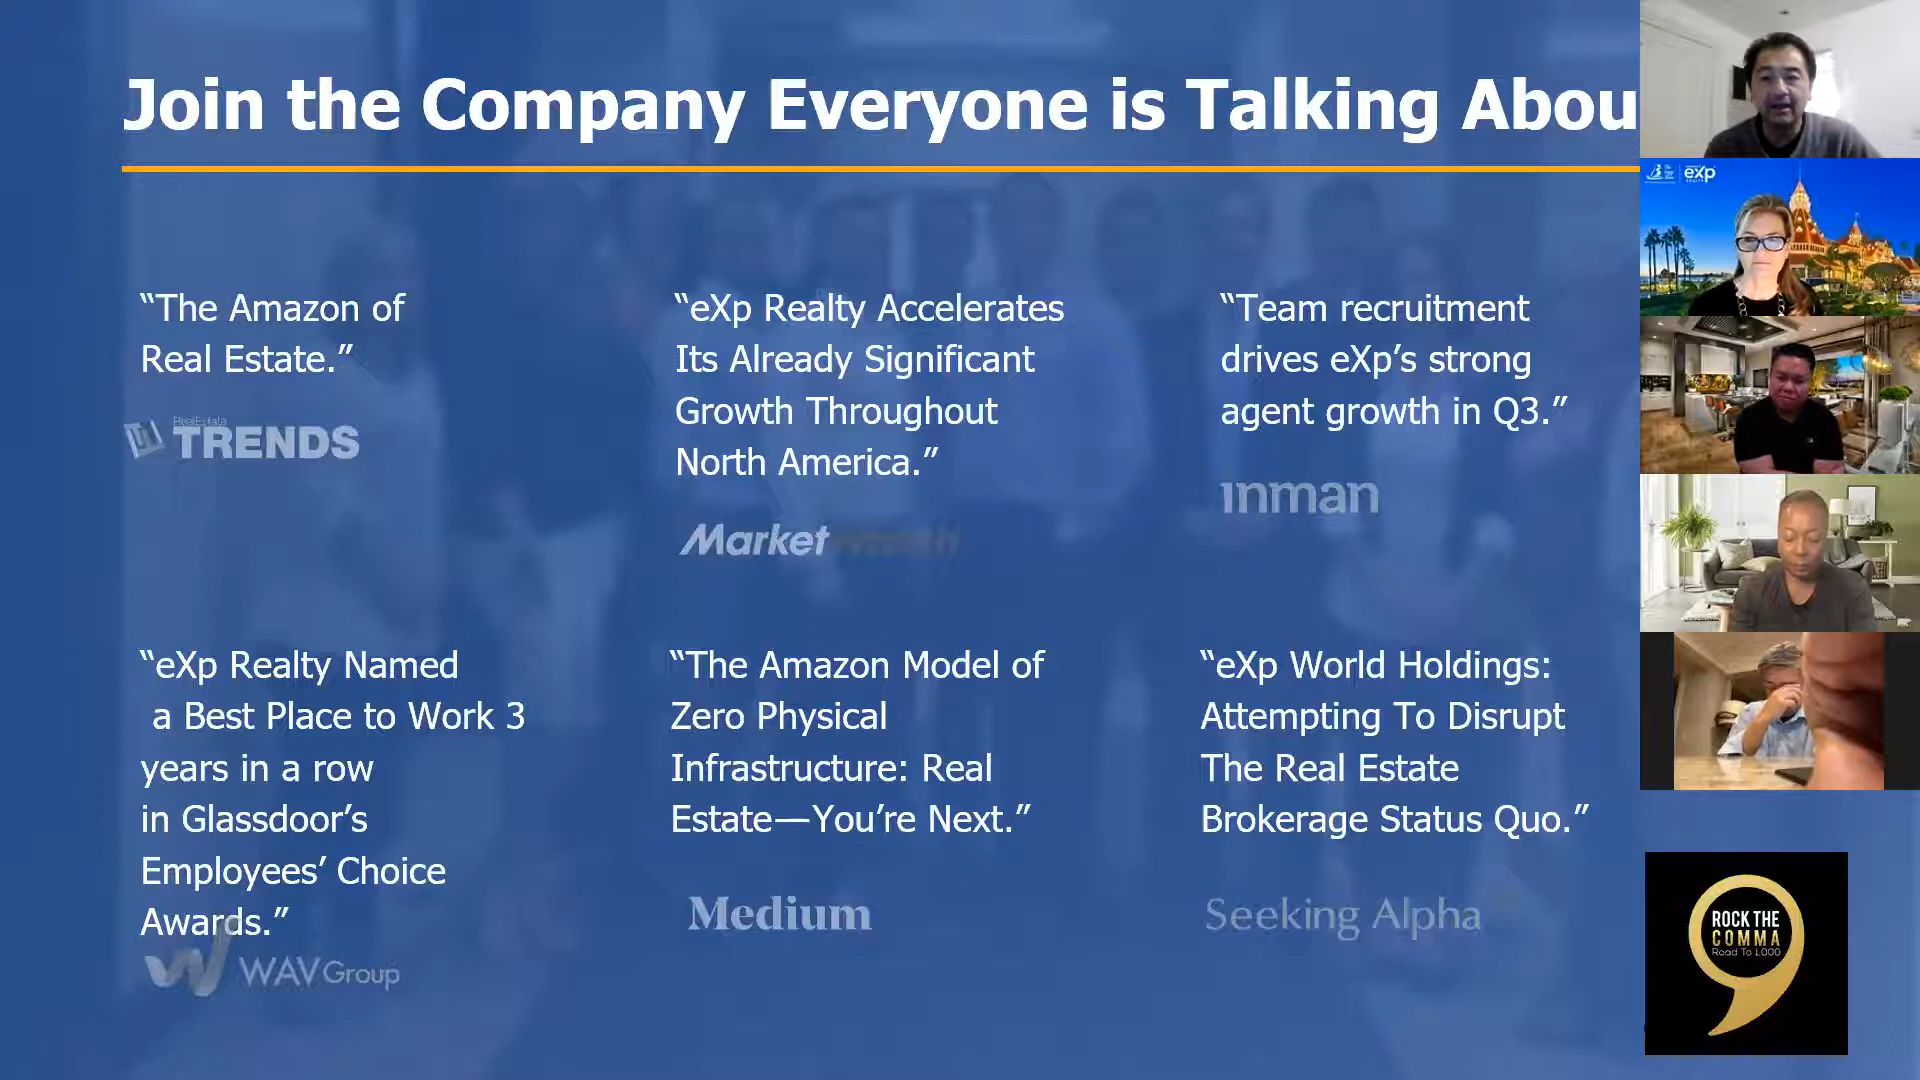 Join the Company Everyone is Talking Abou
“The Amazon of
Real Estate.”
RealEstate
TRENDS
“eXp Realty Accelerates
Its Already Significant
Growth Throughout
North America.”
Market
“Team recruitment
drives eXp’s strong
agent growth in Q3.”
inman
“eXp Realty Named
a Best Place to Work 3
years in a row
in Glassdoor’s
Employees’ Choice
Awards.”
WAV Group
“The Amazon Model of
Zero Physical
Infrastructure: Real
Estate—You’re Next.”
Medium
“eXp World Holdings:
Attempting To Disrupt
The Real Estate
Brokerage Status Quo.”
Seeking Alpha
eXp
ROCK THE
COMMA
Road To 1,000